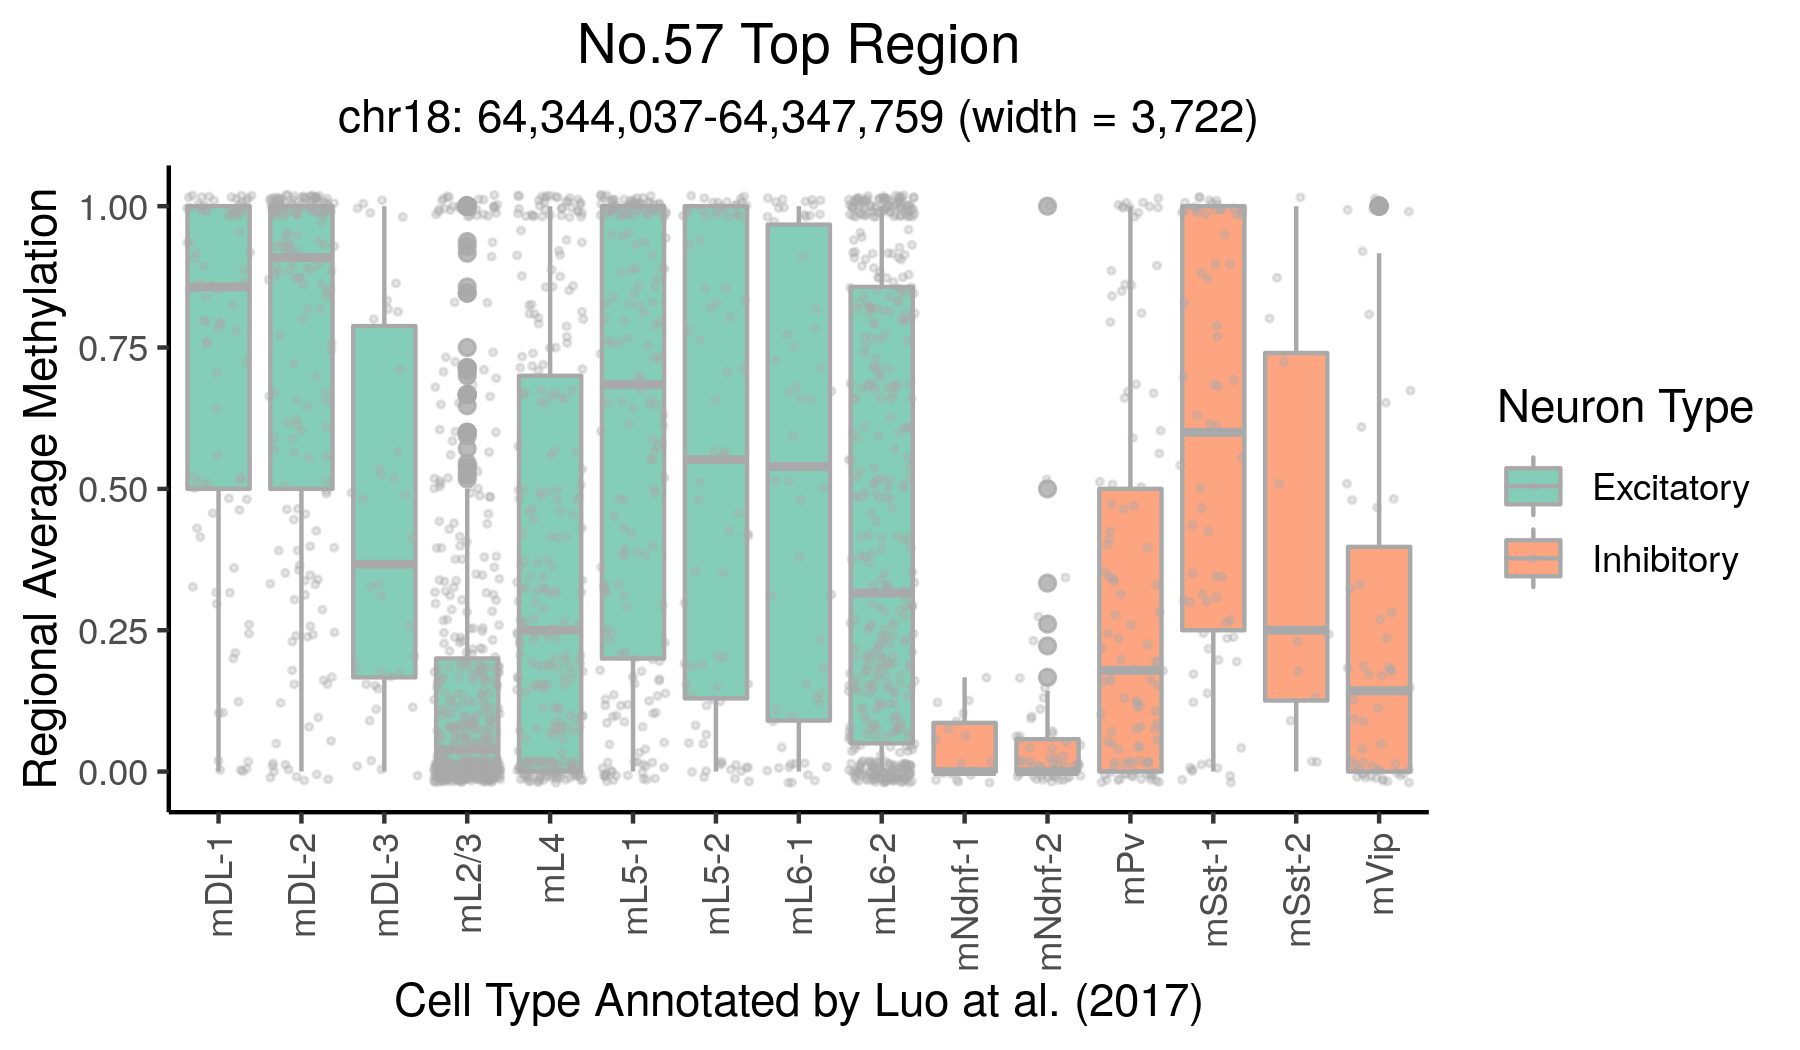 No.57 Top Region
chr18: 64,344,037-64,347,759 (width = 3,722)
Regional Average Methylation
1.00
0.75
0.50
0.25
0.00
mDL-1
mDL-2
mDL-3
mL2/3
mL4
mL5-1
mL5-2
mL6-1
mL6-2
mNdnf-1
mNdnf-2
mPv
mSst-1
mSst-2
mVip
Cell Type Annotated by Luo at al. (2017)
Neuron Type
Excitatory
Inhibitory